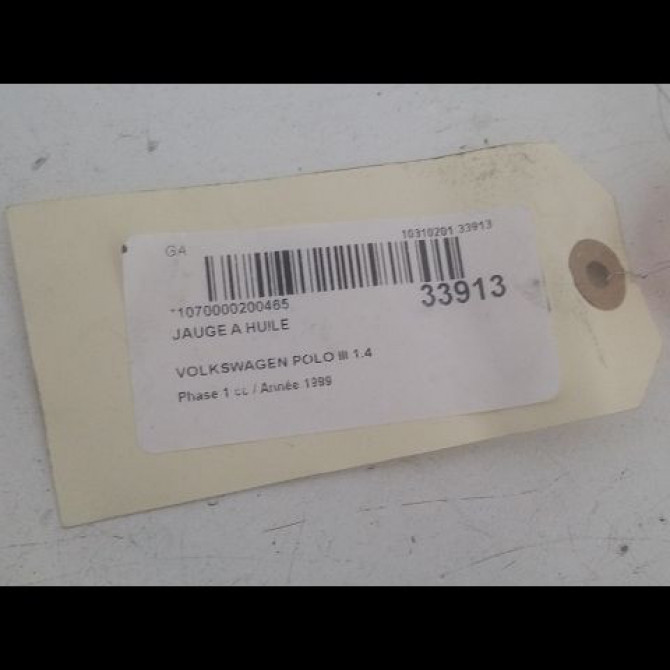 GA
10310201 33913
*1070000200465
33913
JAUGE A HUILE
VOLKSWAGEN POLO III 1.4
Phase 1 cc / Année 1999